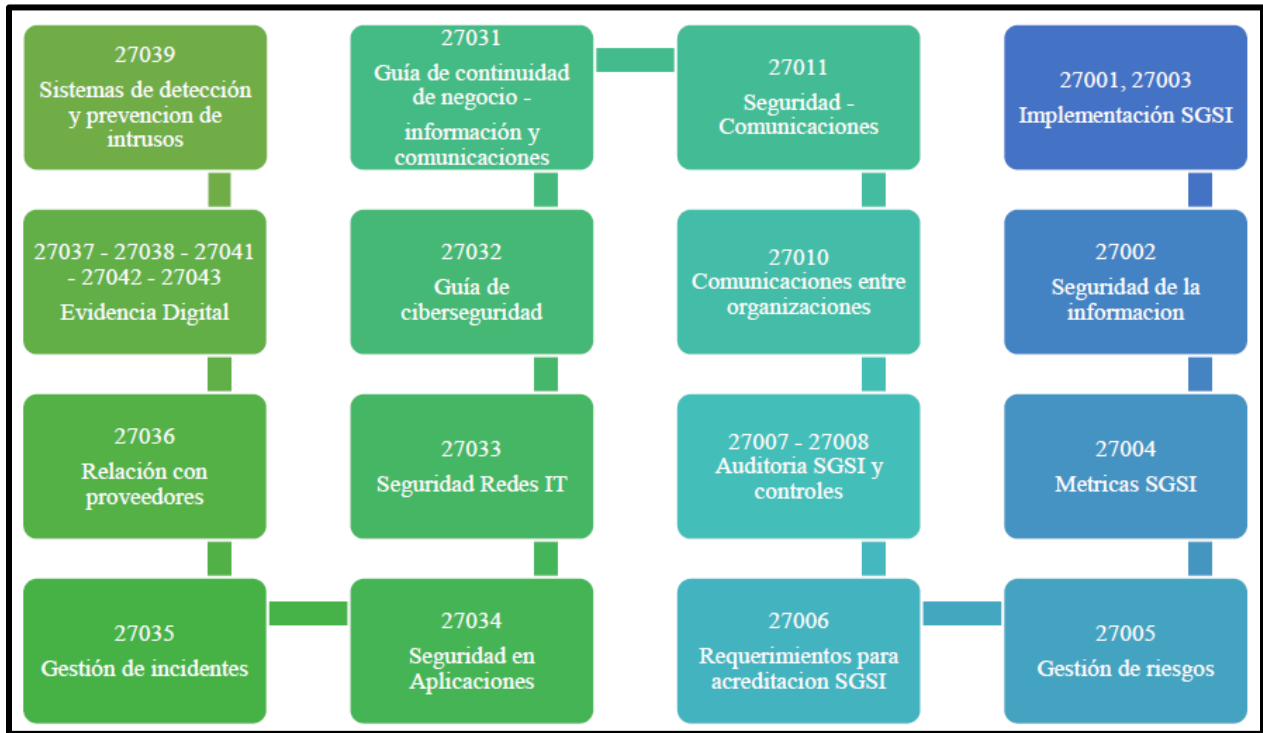 27039
Sistemas de detección
y prevencion de
intrusos
27031
Guía de continuidad
de negocio -
información y
comunicaciones
27011
Seguridad -
Comunicaciones
27001, 27003
Implementación SGSI
27037 - 27038 - 27041
- 27042 - 27043
Evidencia Digital
27032
Guía de
ciberseguridad
27010
Comunicaciones entre
organizaciones
27002
Seguridad de la
informacion
27036
Relación con
proveedores
27033
Seguridad Redes IT
27007 - 27008
Auditoria SGSI y
controles
27004
Metricas SGSI
27035
Gestión de incidentes
27034
Seguridad en
Aplicaciones
27006
Requerimientos para
acreditacion SGSI
27005
Gestión de riesgos